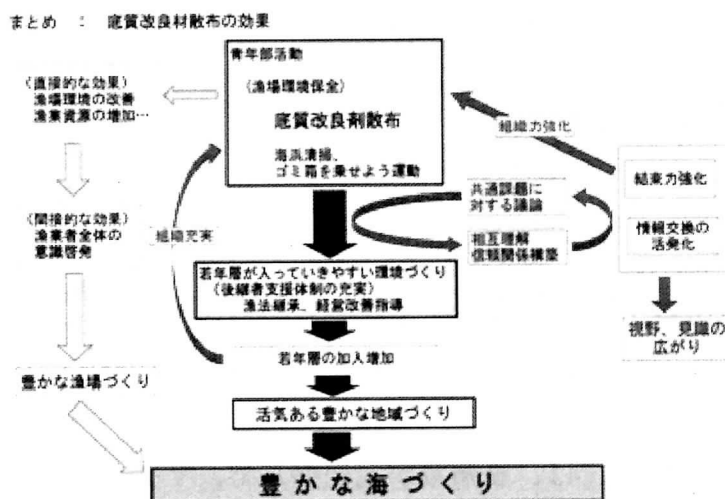 まとめ ： 底質改良材散布の効果
青年部活動
（漁場環境保全）
底質改良剤散布
海浜清掃、
ゴミ箱を乗せよう運動
（直接的な効果）
漁場環境の改善
漁業資源の増加…
（間接的な効果）
漁業者全体の
意識啓発
豊かな漁場づくり
組織充実
組織力強化
共通課題に
対する議論
相互理解
信頼関係構築
結束力強化
情報交換の
活発化
視野、見識の
広がり
若年層が入っていきやすい環境づくり
（後継者支援体制の充実）
漁法継承、経営改善指導
若年層の加入増加
活気ある豊かな地域づくり
豊かな海づくり